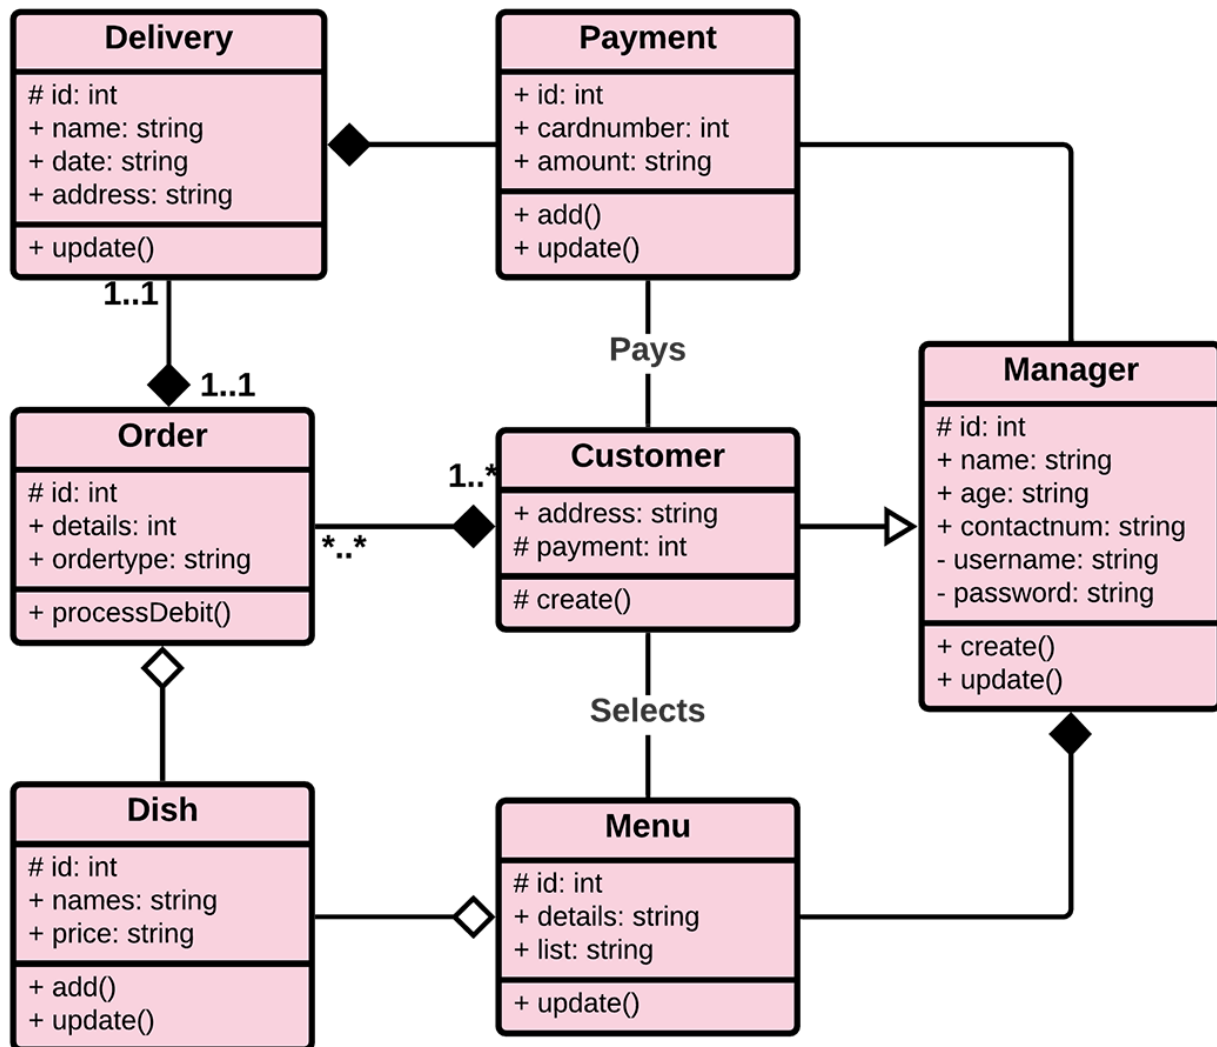 Delivery
# id: int
+ name: string
+ date: string
+ address: string
+ update()
Payment
+ id: int
+ cardnumber: int
+ amount: string
+ add()
+ update()
1..1
1..1
Pays
Manager
# id: int
+ name: string
+ age: string
+ contactnum: string
- username: string
- password: string
+ create()
+ update()
Order
# id: int
+ details: int
+ ordertype: string
+ processDebit()
1..*
*..*
Customer
+ address: string
# payment: int
# create()
Selects
Dish
# id: int
+ names: string
+ price: string
+ add()
+ update()
Menu
# id: int
+ details: string
+ list: string
+ update()